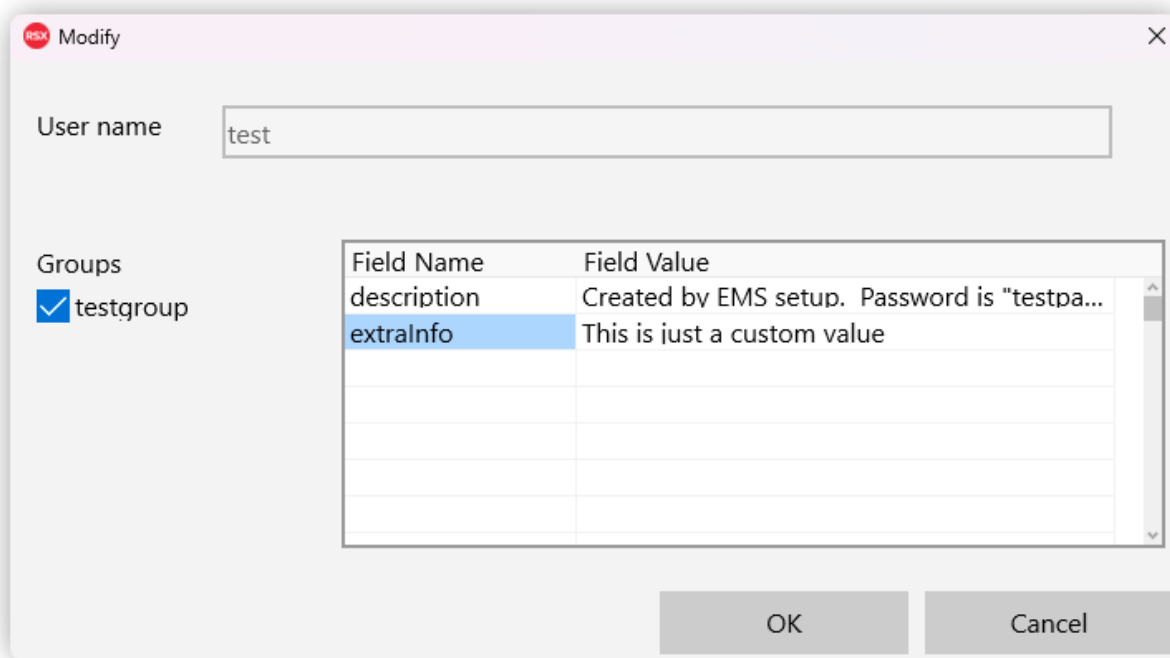 RSX Modify
User name
test
Groups
testgroup
Field Name Field Value
description Created by EMS setup. Password is "testpa...
extraInfo This is just a custom value
OK Cancel